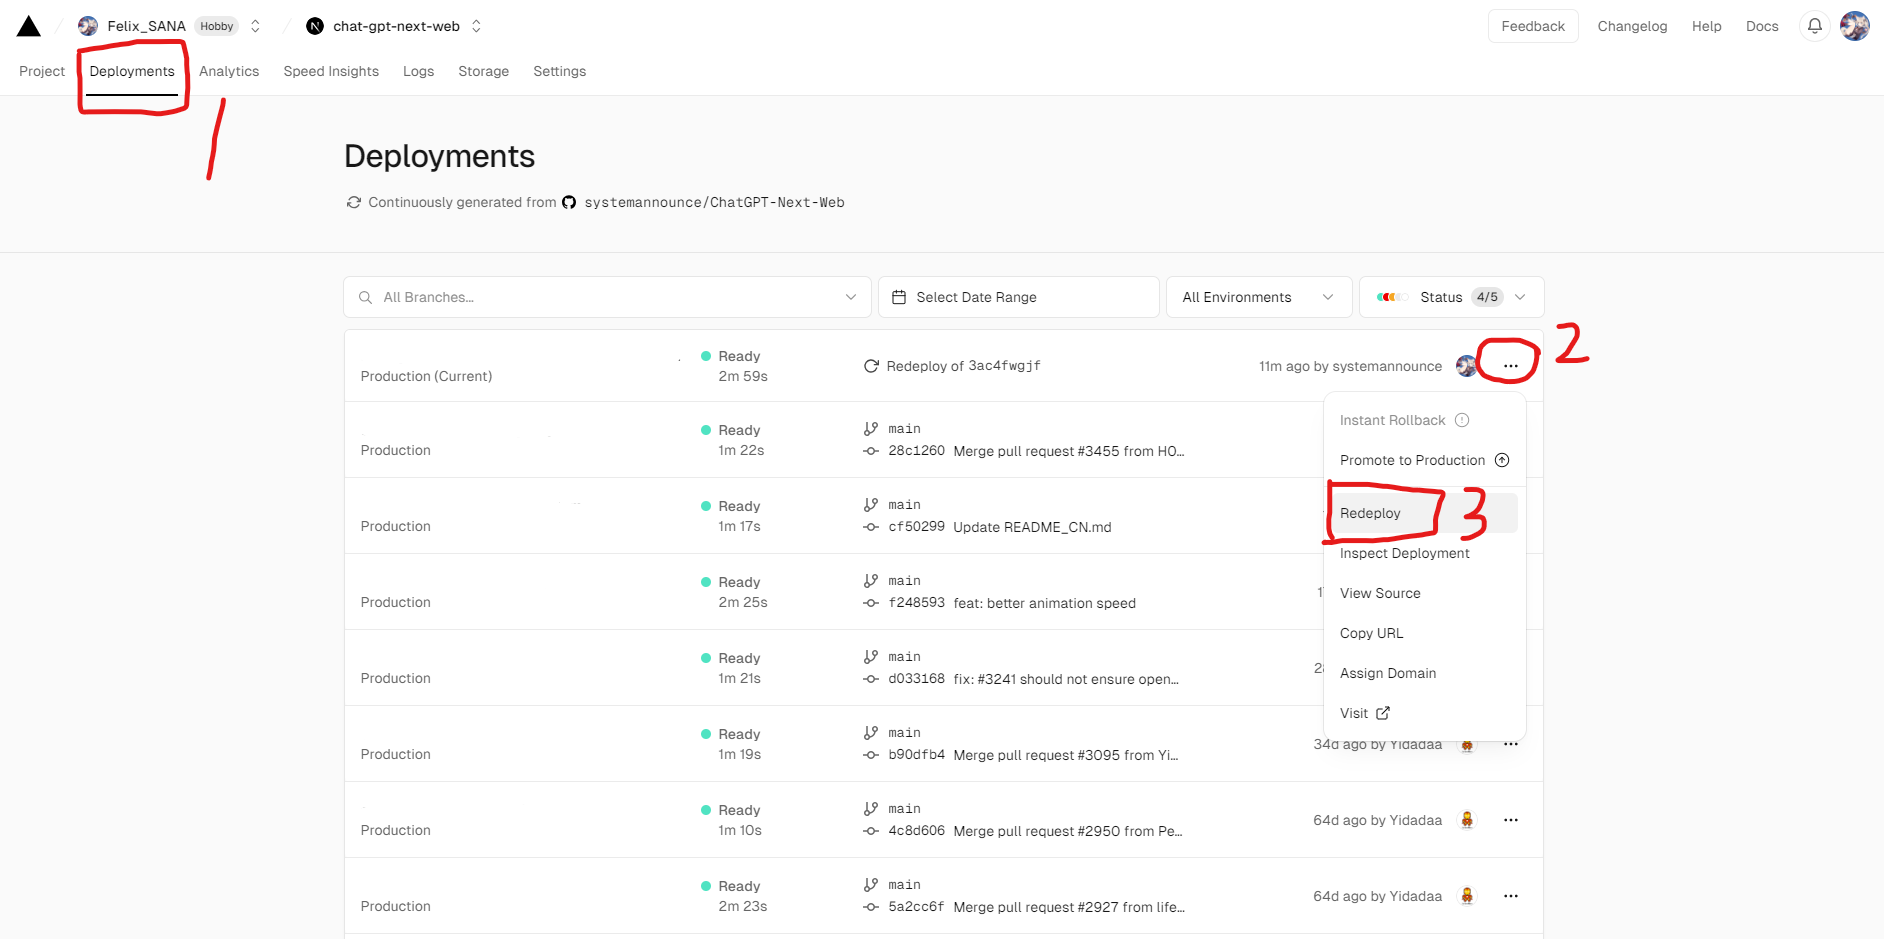 Felix_SANA Hobby chat-gpt-next-web Feedback Changelog Help Docs
Project Deployments Analytics Speed Insights Logs Storage Settings
1
Deployments
Continuously generated from systemannounce/ChatGPT-Next-Web
All Branches... Select Date Range All Environments Status 4/5
2
Ready
Production (Current) 2m 59s Redeploy of 3ac4fwgjf 11m ago by systemannounce
Instant Rollback
Promote to Production
Redeploy 3
Inspect Deployment
View Source
Copy URL
Assign Domain
Visit
Ready main
Production 1m 22s 28c1260 Merge pull request #3455 from HO...
Ready main
Production 1m 17s cf50299 Update README_CN.md
Ready main
Production 2m 25s f248593 feat: better animation speed
Ready main
Production 1m 21s d033168 fix: #3241 should not ensure open...
Ready main
Production 1m 19s b90dfb4 Merge pull request #3095 from Yi... 34d ago by Yidadaa
Ready main
Production 1m 10s 4c8d606 Merge pull request #2950 from Pe... 64d ago by Yidadaa
Ready main
Production 2m 23s 5a2cc6f Merge pull request #2927 from life... 64d ago by Yidadaa